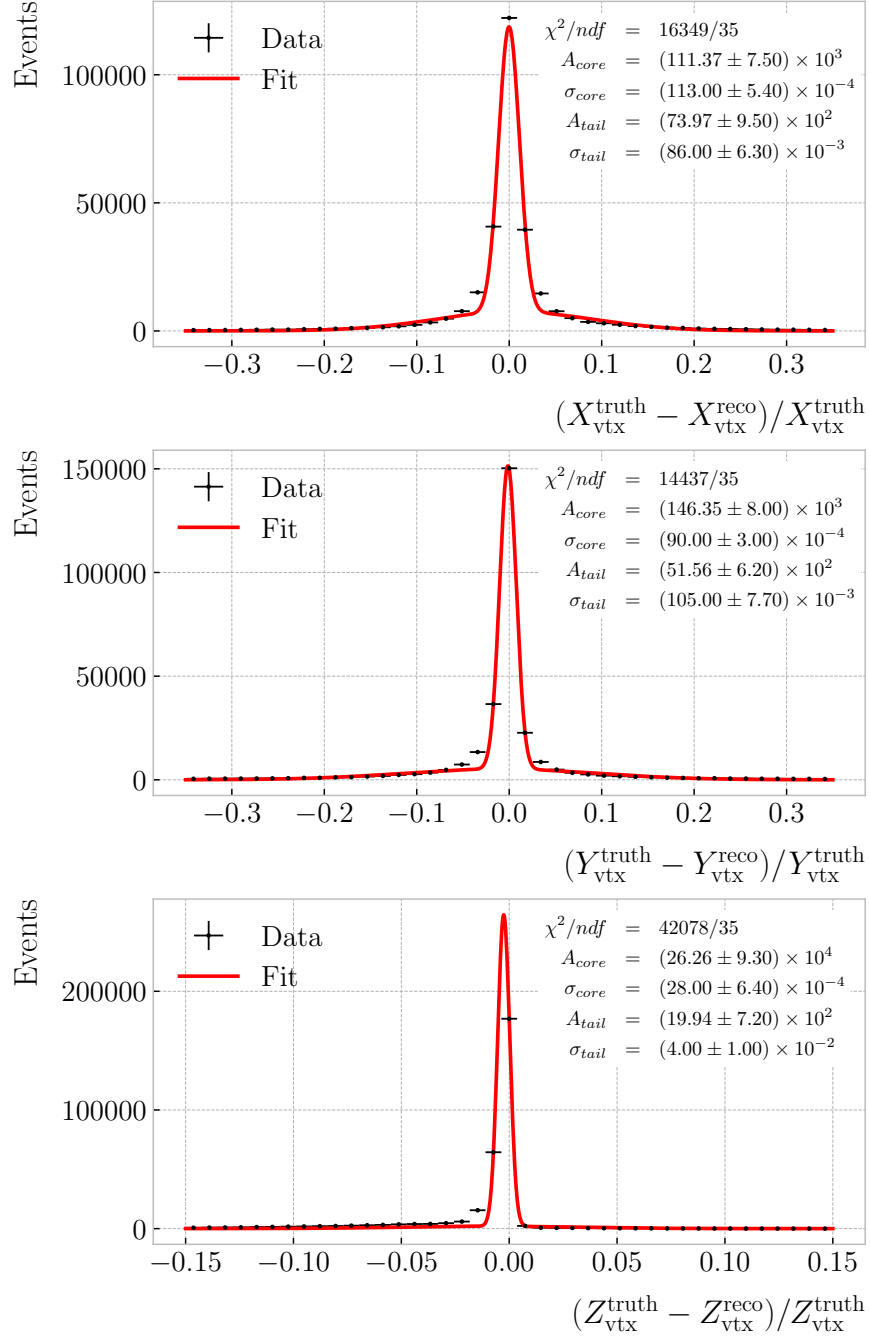 Events
Data
Fit
χ²/ndf = 16349/35
A_core = (111.37 ± 7.50) × 10³
σ_core = (113.00 ± 5.40) × 10⁻⁴
A_tail = (73.97 ± 9.50) × 10²
σ_tail = (86.00 ± 6.30) × 10⁻³
100000
50000
0
−0.3 −0.2 −0.1 0.0 0.1 0.2 0.3
(X_vtx^truth − X_vtx^reco)/X_vtx^truth
Events
Data
Fit
χ²/ndf = 14437/35
A_core = (146.35 ± 8.00) × 10³
σ_core = (90.00 ± 3.00) × 10⁻⁴
A_tail = (51.56 ± 6.20) × 10²
σ_tail = (105.00 ± 7.70) × 10⁻³
150000
100000
50000
0
−0.3 −0.2 −0.1 0.0 0.1 0.2 0.3
(Y_vtx^truth − Y_vtx^reco)/Y_vtx^truth
Events
Data
Fit
χ²/ndf = 42078/35
A_core = (26.26 ± 9.30) × 10⁴
σ_core = (28.00 ± 6.40) × 10⁻⁴
A_tail = (19.94 ± 7.20) × 10²
σ_tail = (4.00 ± 1.00) × 10⁻²
200000
100000
0
−0.15 −0.10 −0.05 0.00 0.05 0.10 0.15
(Z_vtx^truth − Z_vtx^reco)/Z_vtx^truth